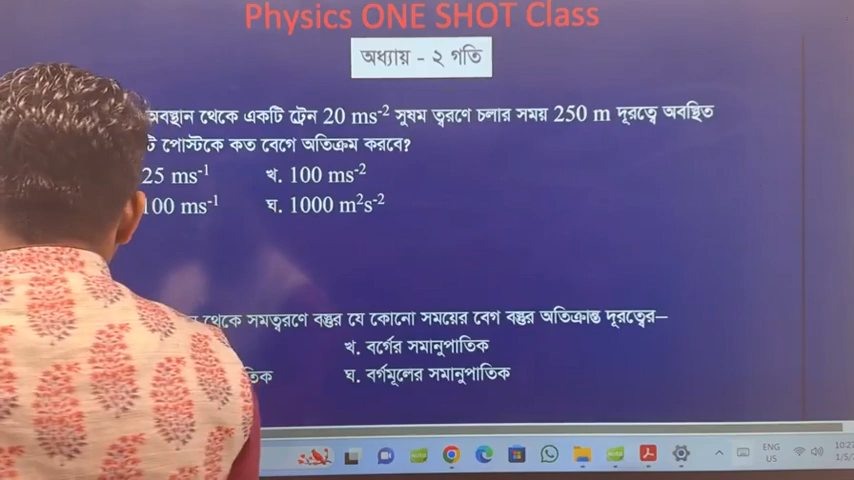 Physics ONE SHOT Class
অধ্যায় - ২ গতি
অবস্থান থেকে একটি ট্রেন 20 ms⁻² সুষম ত্বরণে চলার সময় 250 m দূরত্বে অবস্থিত
পোস্টকে কত বেগে অতিক্রম করবে?
25 ms⁻¹ খ. 100 ms⁻²
100 ms⁻¹ ঘ. 1000 m²s⁻²
থেকে সমত্বরণে বস্তুর যে কোনো সময়ের বেগ বস্তুর অতিক্রান্ত দূরত্বের–
খ. বর্গের সমানুপাতিক
ঘ. বর্গমূলের সমানুপাতিক
ENG
US